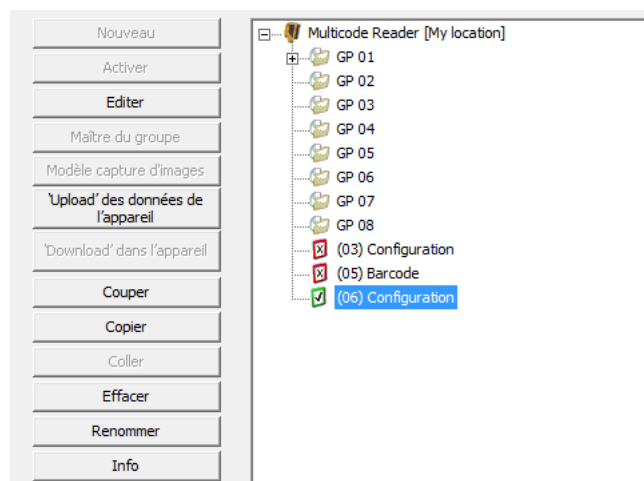 Nouveau
Activer
Editer
Maître du groupe
Modèle capture d'images
'Upload' des données de
l'appareil
'Download' dans l'appareil
Couper
Copier
Coller
Effacer
Renommer
Info
Multicode Reader [My location]
GP 01
GP 02
GP 03
GP 04
GP 05
GP 06
GP 07
GP 08
(03) Configuration
(05) Barcode
(06) Configuration